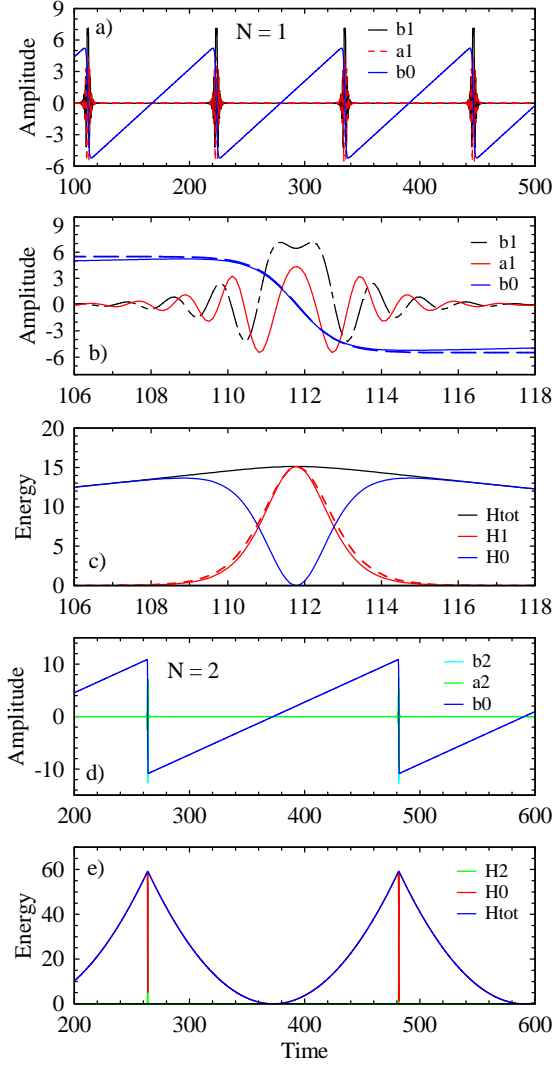 a)
N = 1
b1
a1
b0
Amplitude
9
6
3
0
-3
-6
100 200 300 400 500
b)
b1
a1
b0
Amplitude
9
6
3
0
-3
-6
106 108 110 112 114 116 118
c)
Htot
H1
H0
Energy
20
15
10
5
0
106 108 110 112 114 116 118
d)
N = 2
b2
a2
b0
Amplitude
10
0
-10
200 300 400 500 600
e)
H2
H0
Htot
Energy
60
40
20
0
200 300 400 500 600
Time